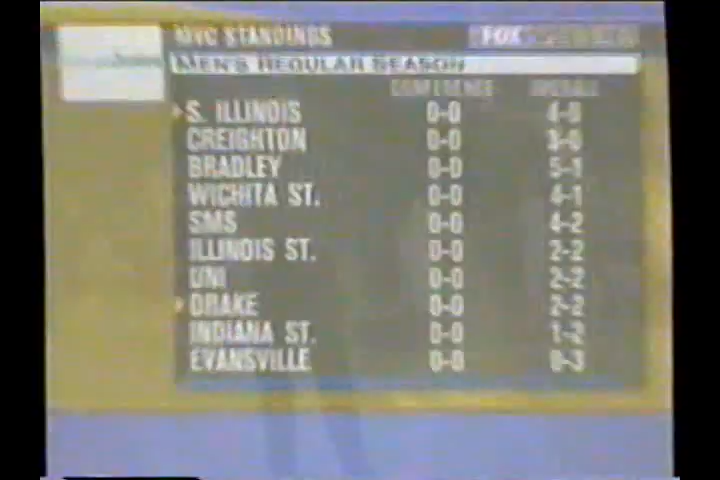 MVC STANDINGS FOX
MEN'S REGULAR SEASON
CONFERENCE OVERALL
S. ILLINOIS 0-0 4-0
CREIGHTON 0-0 3-0
BRADLEY 0-0 5-1
WICHITA ST. 0-0 4-1
SMS 0-0 4-2
ILLINOIS ST. 0-0 2-2
UNI 0-0 2-2
DRAKE 0-0 2-2
INDIANA ST. 0-0 1-2
EVANSVILLE 0-0 0-3